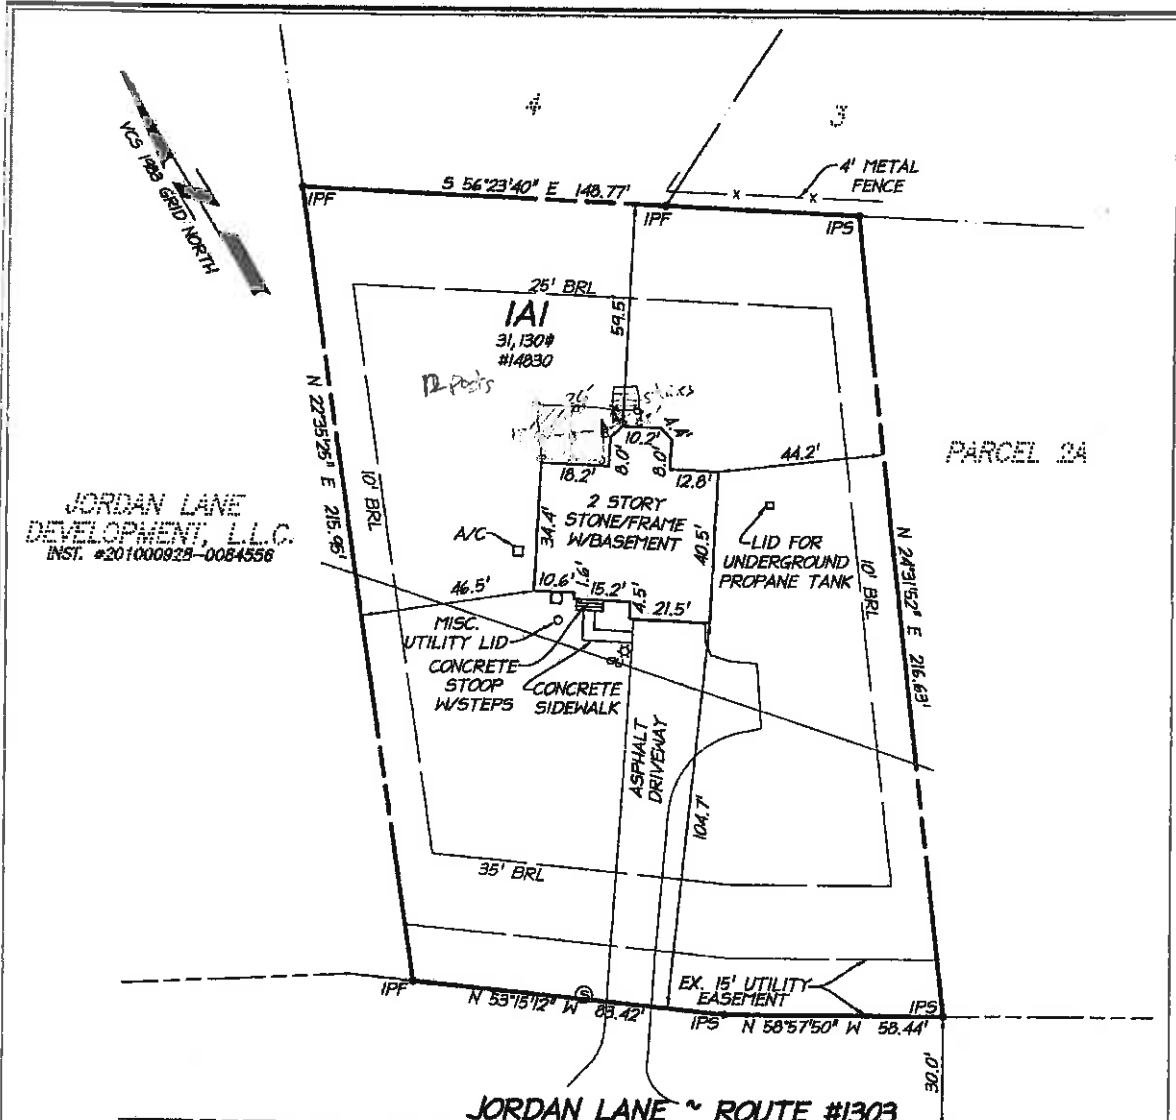 4
3
4' METAL
FENCE
VCS 1983 GRID NORTH
S 56°23'40" E 148.77'
IPF
IPF
IPS
25' BRL
59.5'
1A1
31,130#
#14830
12 posts
10.2'
8.0'
8.0'
18.2'
12.8'
44.2'
PARCEL 2A
N 22°35'26" E 215.96'
10' BRL
JORDAN LANE
DEVELOPMENT, L.L.C.
INST. #201000928-0084556
2 STORY
STONE/FRAME
W/BASEMENT
34.4'
40.5'
A/C
LID FOR
UNDERGROUND
PROPANE TANK
10' BRL
N 24°31'52" E 216.63'
46.5'
10.6'
1.6'
15.2'
4.5'
21.5'
MISC.
UTILITY LID
CONCRETE
STOOP
W/STEPS
CONCRETE
SIDEWALK
ASPHALT
DRIVEWAY
104.7'
35' BRL
EX. 15' UTILITY
EASEMENT
IPF
N 53°15'12" W 83.42'
S
IPS
N 58°57'50" W 58.44'
IPS
30.0'
JORDAN LANE ~ ROUTE #1303